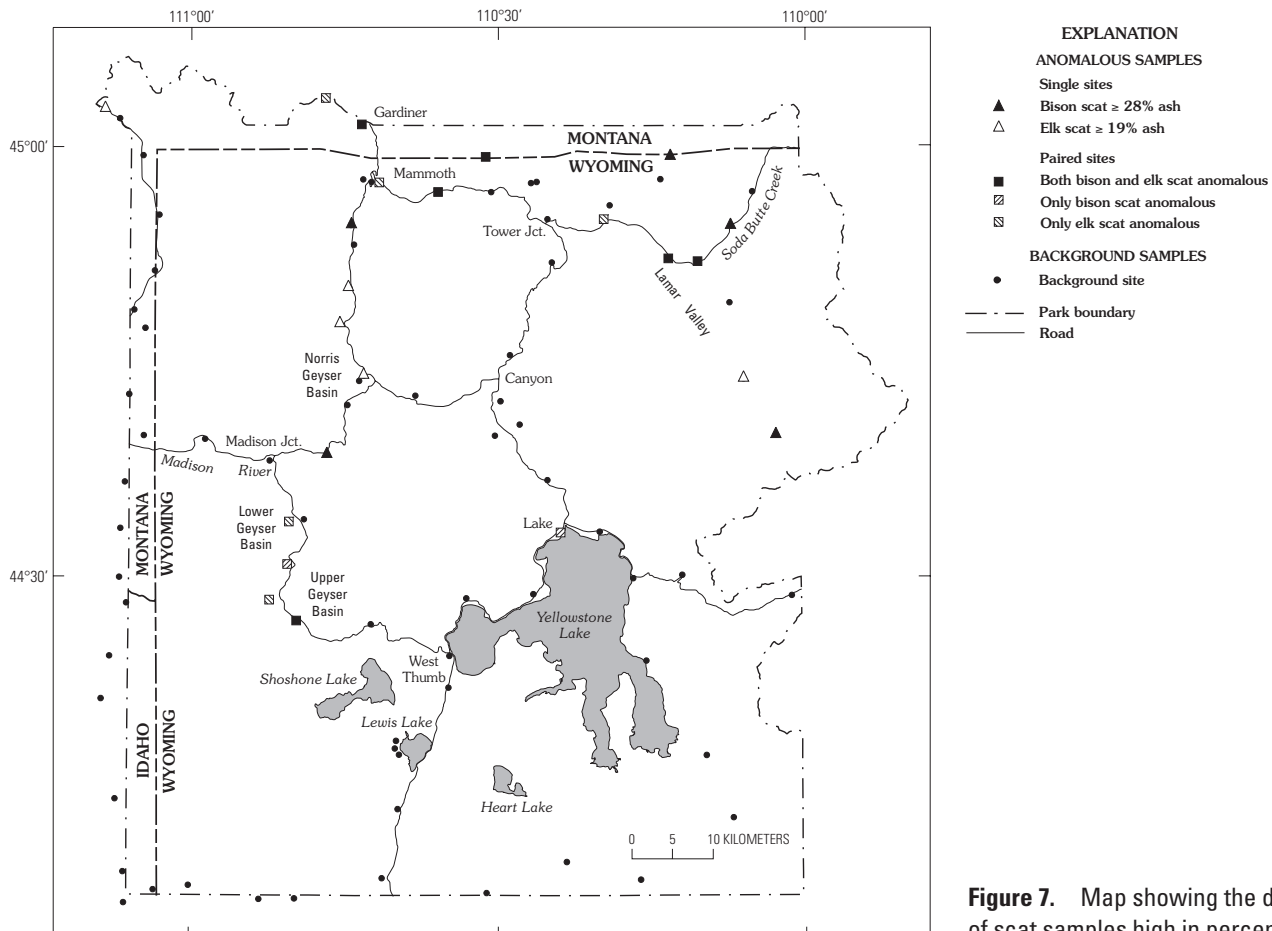 111°00′
110°30′
110°00′
45°00′
44°30′
Gardiner
MONTANA
WYOMING
Mammoth
Tower Jct.
Soda Butte Creek
Lamar Valley
Norris
Geyser
Basin
Canyon
Madison Jct.
Madison
River
MONTANA
WYOMING
Lower
Geyser
Basin
Lake
Upper
Geyser
Basin
Yellowstone
Lake
West
Thumb
Shoshone Lake
Lewis Lake
IDAHO
WYOMING
Heart Lake
0 5 10 KILOMETERS
EXPLANATION
ANOMALOUS SAMPLES
Single sites
Bison scat ≥ 28% ash
Elk scat ≥ 19% ash
Paired sites
Both bison and elk scat anomalous
Only bison scat anomalous
Only elk scat anomalous
BACKGROUND SAMPLES
Background site
Park boundary
Road
Figure 7. Map showing the d
of scat samples high in percen